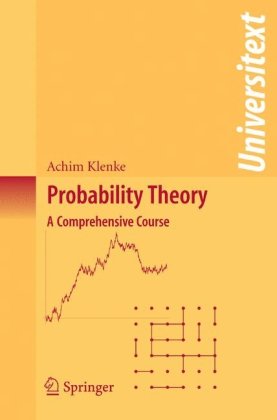 Universitext
Achim Klenke
Probability Theory
A Comprehensive Course
Springer